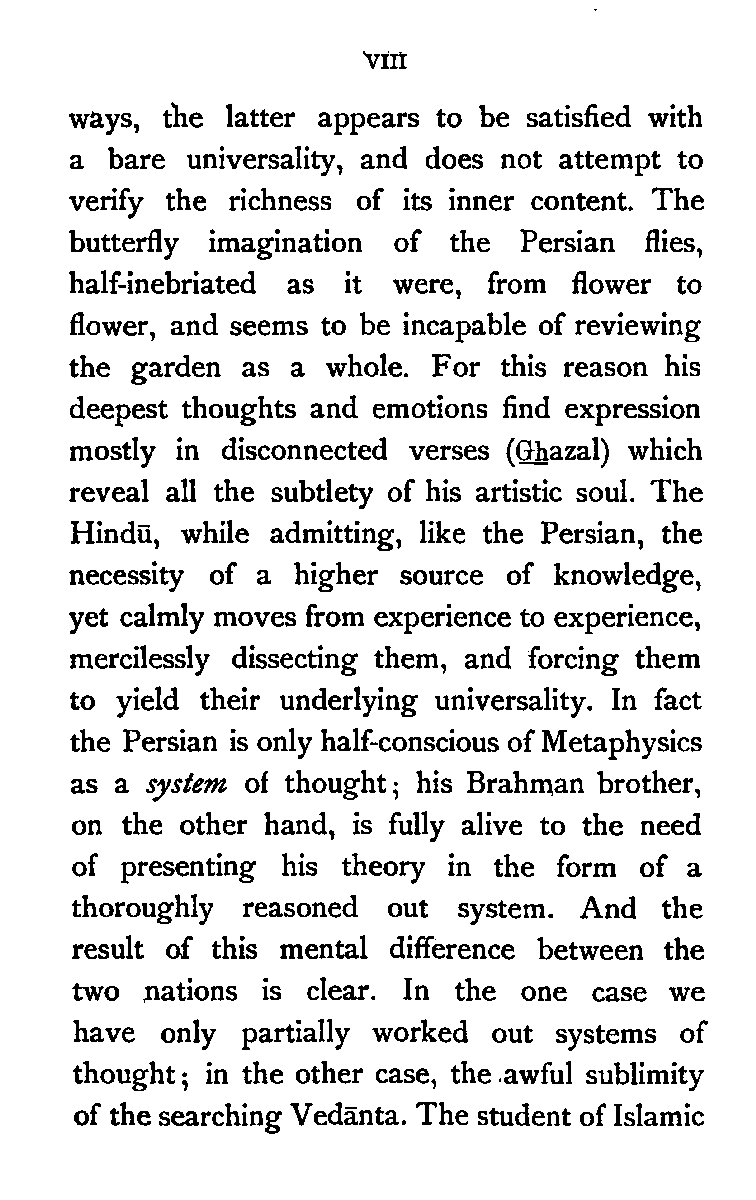 VIII
ways, the latter appears to be satisfied with
a bare universality, and does not attempt to
verify the richness of its inner content. The
butterfly imagination of the Persian flies,
half-inebriated as it were, from flower to
flower, and seems to be incapable of reviewing
the garden as a whole. For this reason his
deepest thoughts and emotions find expression
mostly in disconnected verses (Ghazal) which
reveal all the subtlety of his artistic soul. The
Hindū, while admitting, like the Persian, the
necessity of a higher source of knowledge,
yet calmly moves from experience to experience,
mercilessly dissecting them, and forcing them
to yield their underlying universality. In fact
the Persian is only half-conscious of Metaphysics
as a system of thought; his Brahman brother,
on the other hand, is fully alive to the need
of presenting his theory in the form of a
thoroughly reasoned out system. And the
result of this mental difference between the
two nations is clear. In the one case we
have only partially worked out systems of
thought; in the other case, the awful sublimity
of the searching Vedānta. The student of Islamic